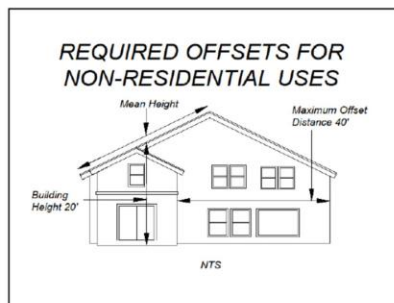 REQUIRED OFFSETS FOR
NON-RESIDENTIAL USES
Mean Height
Maximum Offset
Distance 40'
Building
Height 20'
NTS